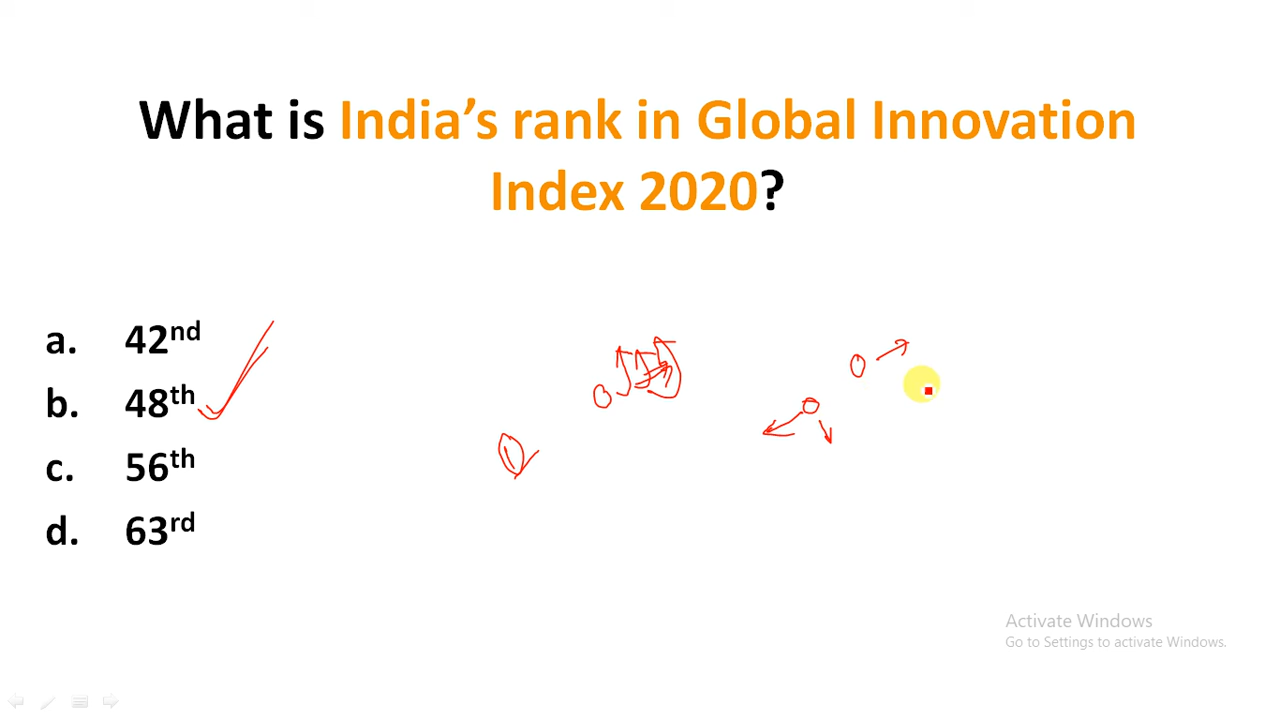 What is India's rank in Global Innovation
Index 2020?
a. 42nd
b. 48th
c. 56th
d. 63rd
Activate Windows
Go to Settings to activate Windows.